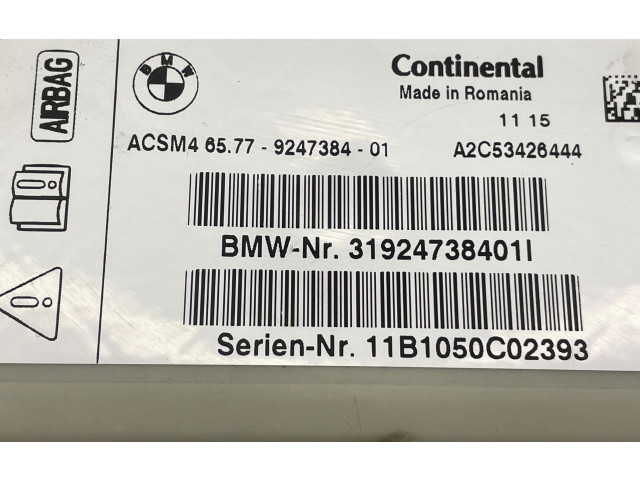 AIRBAG
BMW
Continental
Made in Romania
11 15
ACSM4 65.77 - 9247384 - 01 A2C53426444
BMW-Nr. 31924738401I
Serien-Nr. 11B1050C02393